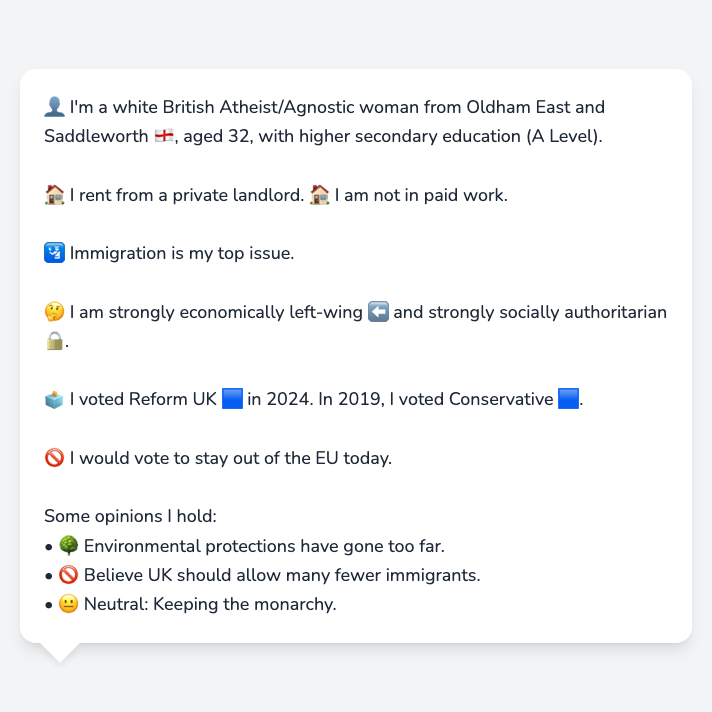 👤 I'm a white British Atheist/Agnostic woman from Oldham East and
Saddleworth 🏴󠁧󠁢󠁥󠁮󠁧󠁿, aged 32, with higher secondary education (A Level).
🏠 I rent from a private landlord. 🏠 I am not in paid work.
🛂 Immigration is my top issue.
🤔 I am strongly economically left-wing ⬅️ and strongly socially authoritarian
🔒.
🗳️ I voted Reform UK 🟦 in 2024. In 2019, I voted Conservative 🟦.
🚫 I would vote to stay out of the EU today.
Some opinions I hold:
• 🌳 Environmental protections have gone too far.
• 🚫 Believe UK should allow many fewer immigrants.
• 😐 Neutral: Keeping the monarchy.